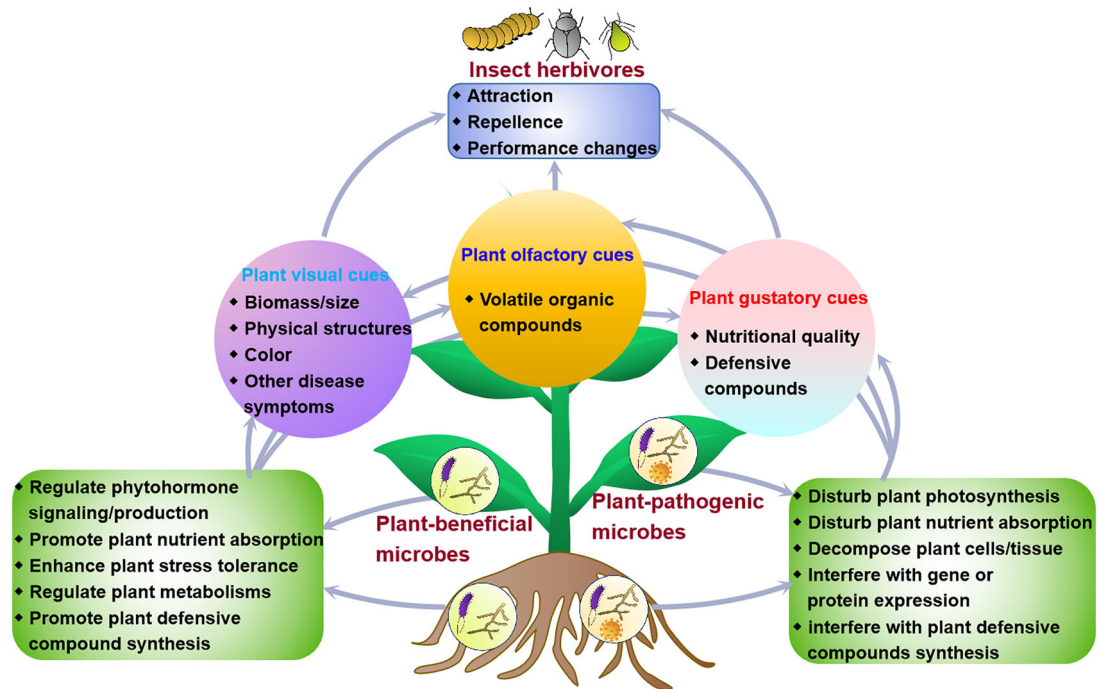 Insect herbivores
◆ Attraction
◆ Repellence
◆ Performance changes
Plant visual cues
◆ Biomass/size
◆ Physical structures
◆ Color
◆ Other disease
symptoms
Plant olfactory cues
◆ Volatile organic
compounds
Plant gustatory cues
◆ Nutritional quality
◆ Defensive
compounds
◆ Regulate phytohormone
signaling/production
◆ Promote plant nutrient absorption
◆ Enhance plant stress tolerance
◆ Regulate plant metabolisms
◆ Promote plant defensive
compound synthesis
Plant-beneficial
microbes
Plant-pathogenic
microbes
◆ Disturb plant photosynthesis
◆ Disturb plant nutrient absorption
◆ Decompose plant cells/tissue
◆ Interfere with gene or
protein expression
◆ interfere with plant defensive
compounds synthesis